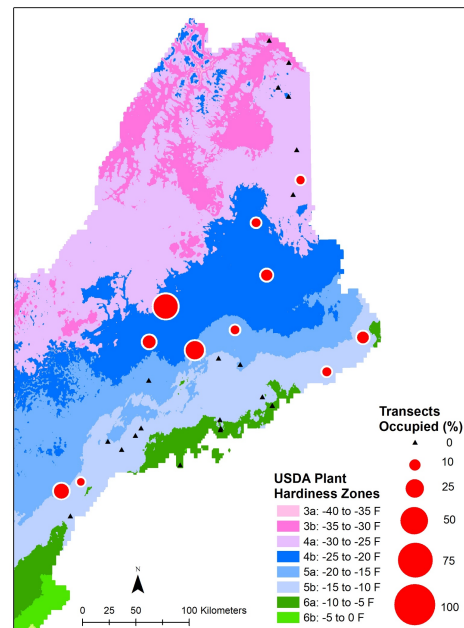 Transects
Occupied (%)
0
10
25
50
75
100
USDA Plant
Hardiness Zones
3a: -40 to -35 F
3b: -35 to -30 F
4a: -30 to -25 F
4b: -25 to -20 F
5a: -20 to -15 F
5b: -15 to -10 F
6a: -10 to -5 F
6b: -5 to 0 F
N
0 25 50 100 Kilometers